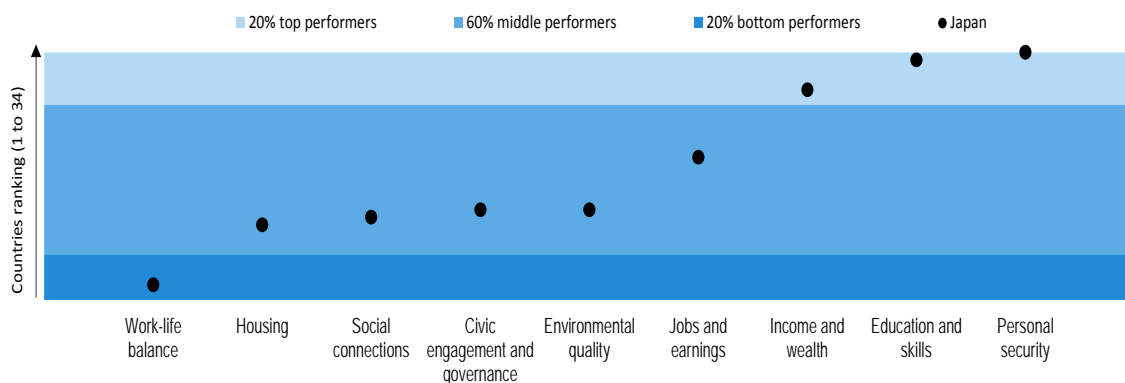 20% top performers 60% middle performers 20% bottom performers Japan
Countries ranking (1 to 34)
Work-life
balance
Housing
Social
connections
Civic
engagement and
governance
Environmental
quality
Jobs and
earnings
Income and
wealth
Education and
skills
Personal
security